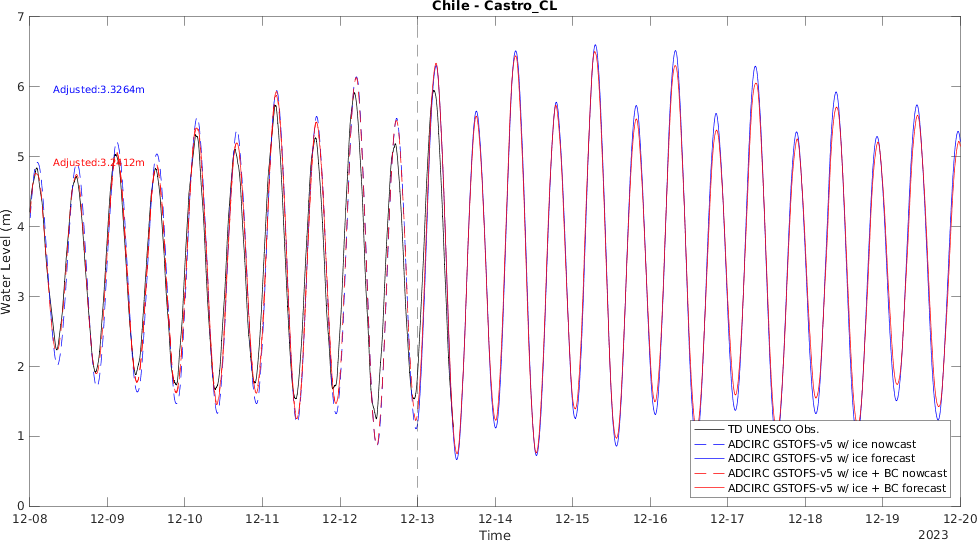 Chile - Castro_CL
7
6
5
4
3
2
1
0
Water Level (m)
Adjusted:3.3264m
Adjusted:3.2412m
TD UNESCO Obs.
ADCIRC GSTOFS-v5 w/ ice nowcast
ADCIRC GSTOFS-v5 w/ ice forecast
ADCIRC GSTOFS-v5 w/ ice + BC nowcast
ADCIRC GSTOFS-v5 w/ ice + BC forecast
12-08 12-09 12-10 12-11 12-12 12-13 12-14 12-15 12-16 12-17 12-18 12-19 12-20
Time
2023